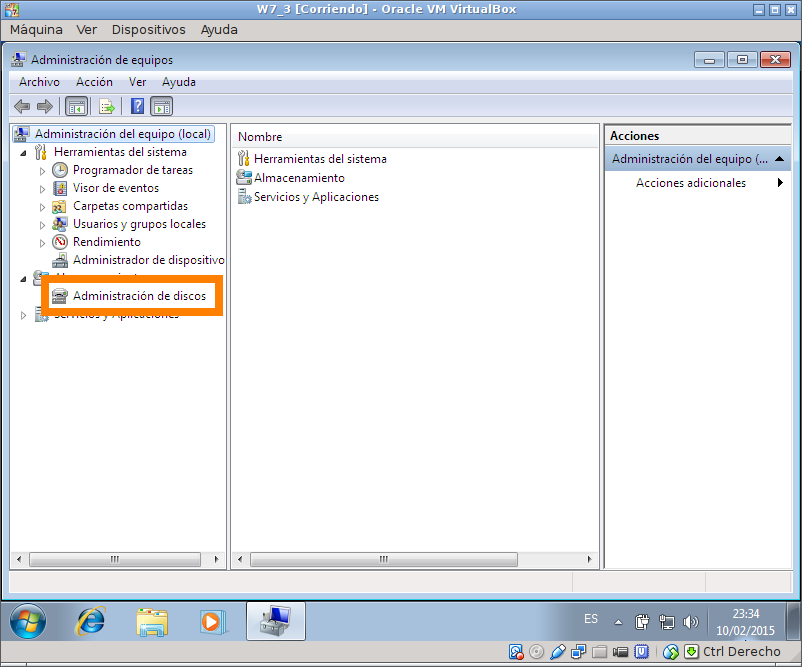 W7_3 [Corriendo] - Oracle VM VirtualBox
Máquina Ver Dispositivos Ayuda
Administración de equipos
Archivo Acción Ver Ayuda
Administración del equipo (local)
Herramientas del sistema
Programador de tareas
Visor de eventos
Carpetas compartidas
Usuarios y grupos locales
Rendimiento
Administrador de dispositivo
Administración de discos
Servicios y Aplicaciones
Nombre
Herramientas del sistema
Almacenamiento
Servicios y Aplicaciones
Acciones
Administración del equipo (...
Acciones adicionales
ES
23:34
10/02/2015
Ctrl Derecho